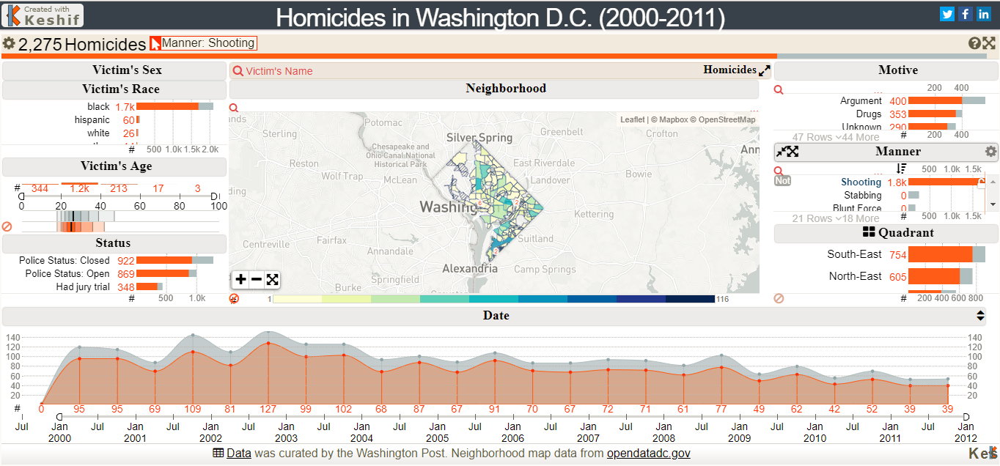 Created with
Keshif
Homicides in Washington D.C. (2000-2011)
2,275 Homicides Manner: Shooting
Victim's Sex
Victim's Race
black 1.7k
hispanic 60
white 26
# 500 1.0k 1.5k 2.0k
Victim's Age
# 344 1.2k 213 17 3
0 20 40 60 80 100
Status
Police Status: Closed 922
Police Status: Open 869
Had jury trial 348
# 500 1.0k
Victim's Name Homicides
Neighborhood
Leaflet | © Mapbox © OpenStreetMap
Potomac
Sterling
Silver Spring
Greenbelt
Crofton
Chesapeake and
Ohio Canal National
Historical Park
Reston
East Riverdale
Wolf Trap
McLean
Landover
Bowie
Kettering
Suitland
Centreville
Fairfax
Annandale
Alexandria
Camp Springs
Springfield
Burke
1 116
Motive
200 400
Argument 400
Drugs 353
Unknown 290
47 Rows 44 More # 200 400
Manner
500 1.0k 1.5k
Not
Shooting 1.8k
Stabbing 0
Blunt Force 0
21 Rows 18 More # 500 1.0k 1.5k
Quadrant
South-East 754
North-East 605
# 200 400 600 800
Date
140 140
120 120
100 100
80 80
60 60
40 40
20 20
# 0 95 95 69 109 81 127 99 102 68 87 67 91 70 67 72 71 61 77 49 62 42 52 39 39
Jul Jan Jul Jan Jul Jan Jul Jan Jul Jan Jul Jan Jul Jan Jul Jan Jul Jan Jul Jan Jul Jan Jul Jan Jul Jan
2000 2001 2002 2003 2004 2005 2006 2007 2008 2009 2010 2011 2012
Data was curated by the Washington Post. Neighborhood map data from opendatadc.gov